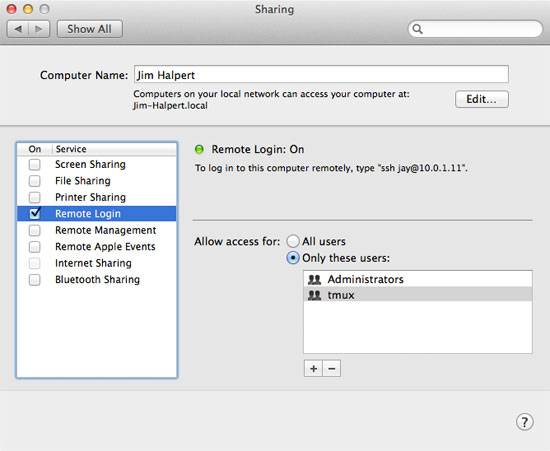 Sharing
Show All
Computer Name: Jim Halpert
Computers on your local network can access your computer at:
Jim-Halpert.local
Edit...
On Service
Screen Sharing
File Sharing
Printer Sharing
Remote Login
Remote Management
Remote Apple Events
Internet Sharing
Bluetooth Sharing
Remote Login: On
To log in to this computer remotely, type "ssh jay@10.0.1.11".
Allow access for: All users
Only these users:
Administrators
tmux
+ −
?